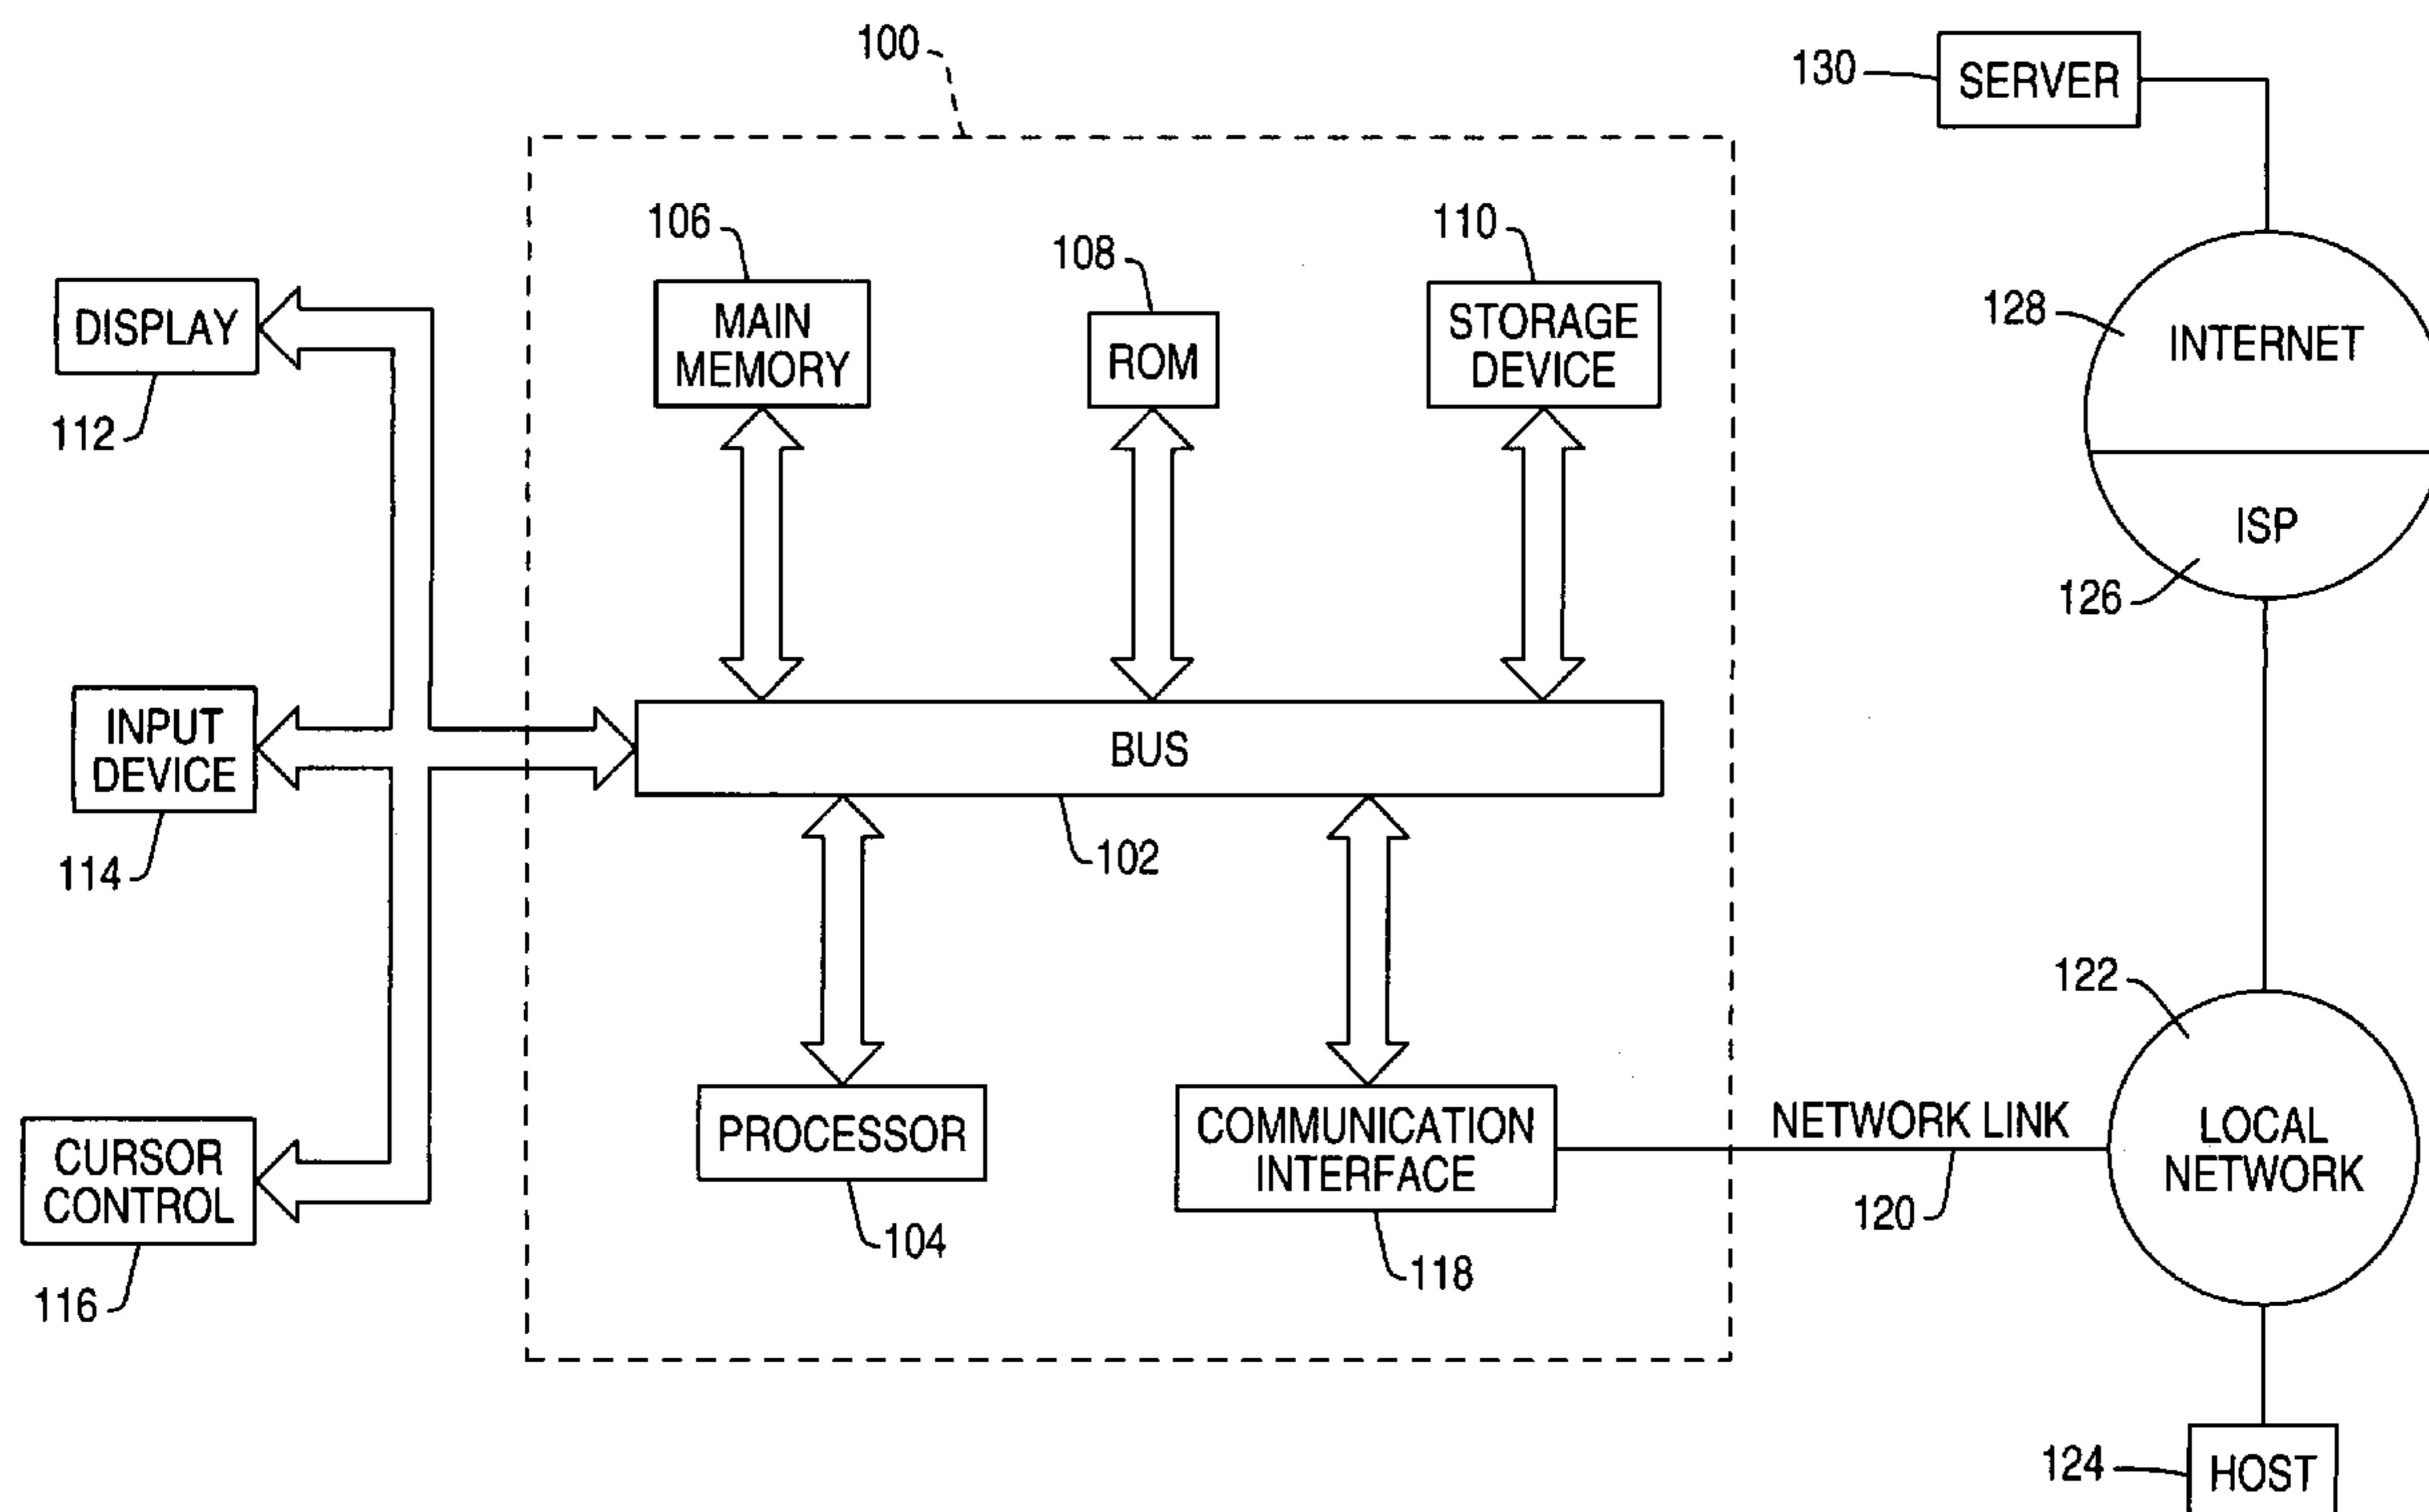 100
130
SERVER
106
108
110
DISPLAY
112
MAIN
MEMORY
ROM
STORAGE
DEVICE
128
INTERNET
ISP
126
INPUT
DEVICE
114
BUS
102
122
CURSOR
CONTROL
116
PROCESSOR
104
COMMUNICATION
INTERFACE
118
NETWORK LINK
120
LOCAL
NETWORK
124
HOST